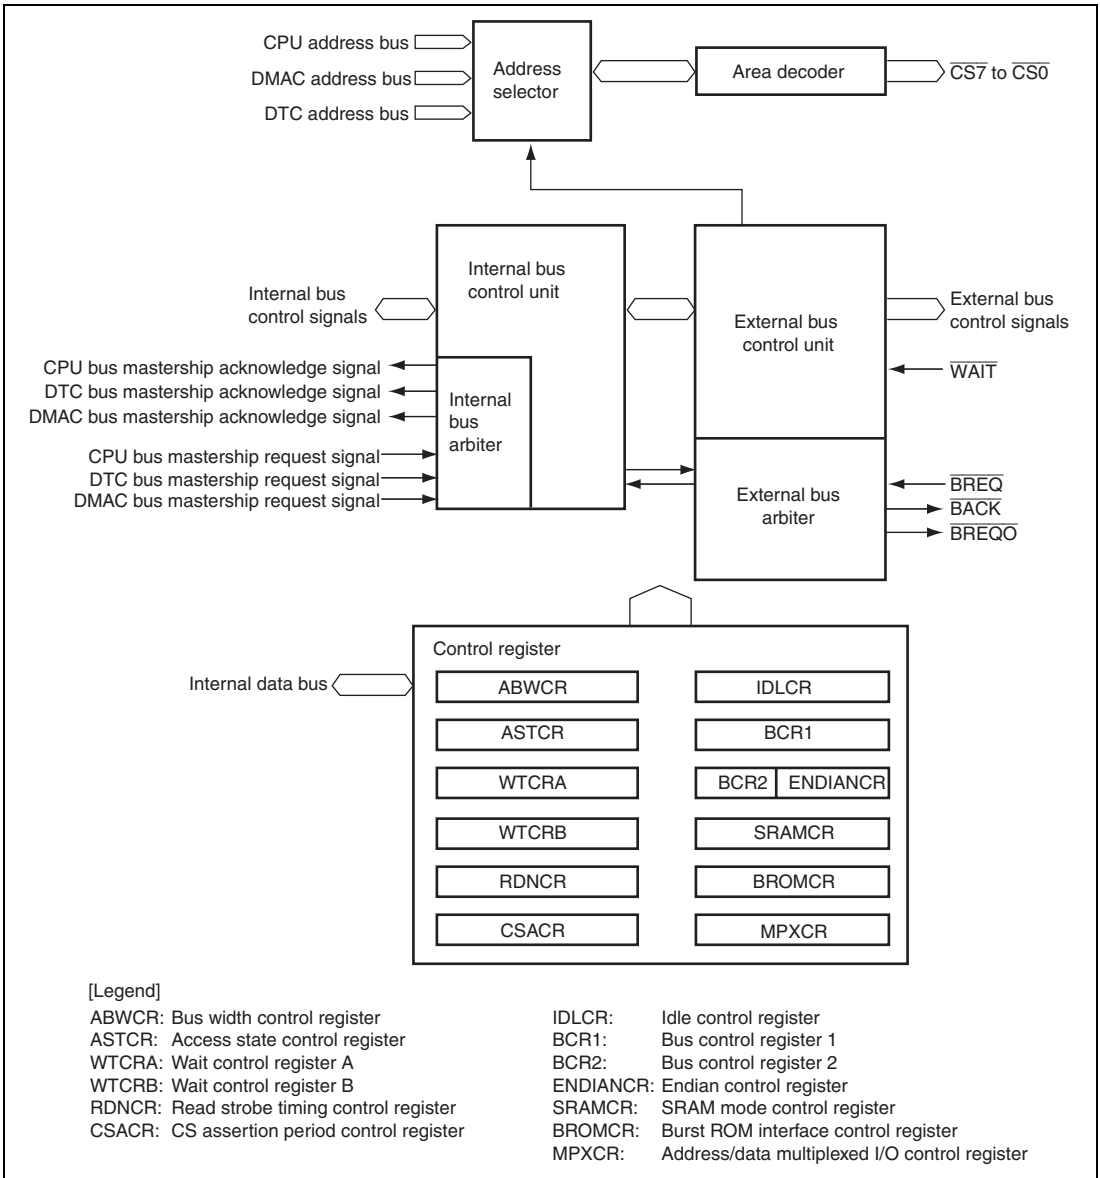 CPU address bus
DMAC address bus
DTC address bus
Address
selector
Area decoder
CS7 to CS0
Internal bus
control signals
Internal bus
control unit
External bus
control unit
External bus
control signals
WAIT
CPU bus mastership acknowledge signal
DTC bus mastership acknowledge signal
DMAC bus mastership acknowledge signal
CPU bus mastership request signal
DTC bus mastership request signal
DMAC bus mastership request signal
Internal
bus
arbiter
External bus
arbiter
BREQ
BACK
BREQO
Internal data bus
Control register
ABWCR
IDLCR
ASTCR
BCR1
WTCRA
BCR2 ENDIANCR
WTCRB
SRAMCR
RDNCR
BROMCR
CSACR
MPXCR
[Legend]
ABWCR: Bus width control register
ASTCR: Access state control register
WTCRA: Wait control register A
WTCRB: Wait control register B
RDNCR: Read strobe timing control register
CSACR: CS assertion period control register
IDLCR: Idle control register
BCR1: Bus control register 1
BCR2: Bus control register 2
ENDIANCR: Endian control register
SRAMCR: SRAM mode control register
BROMCR: Burst ROM interface control register
MPXCR: Address/data multiplexed I/O control register